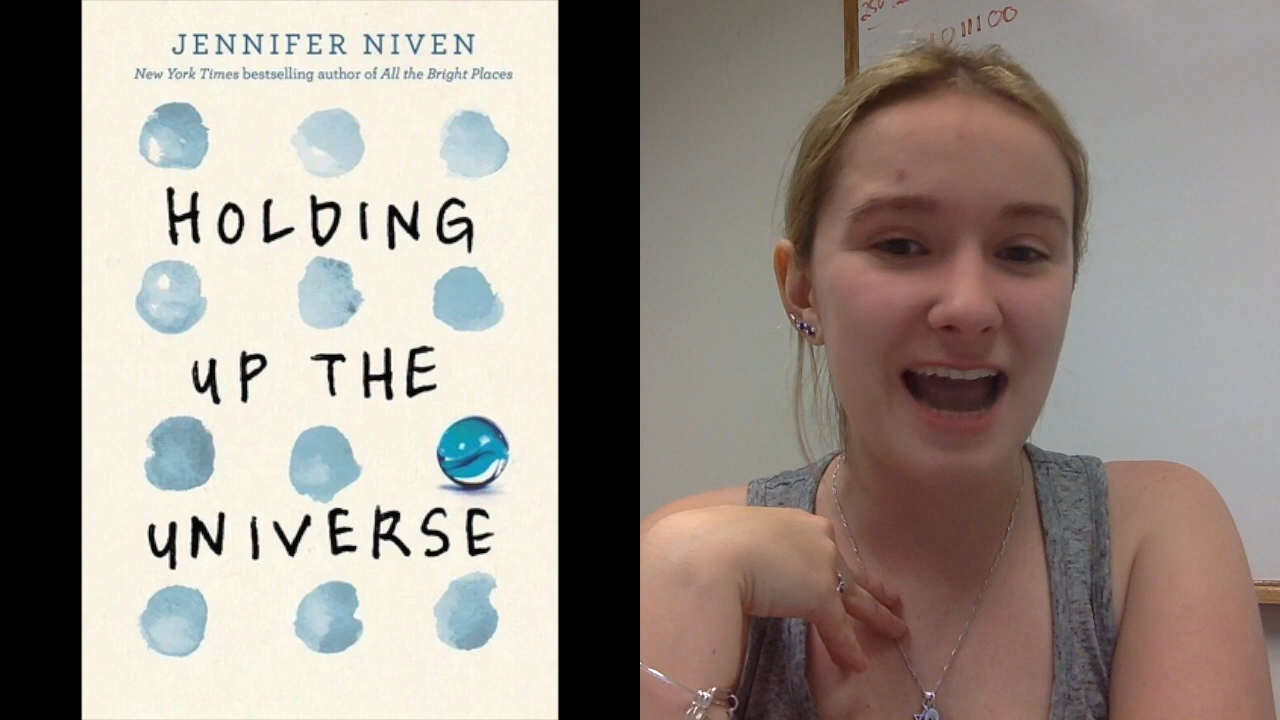 JENNIFER NIVEN
New York Times bestselling author of All the Bright Places
HOLDING
UP THE
UNIVERSE